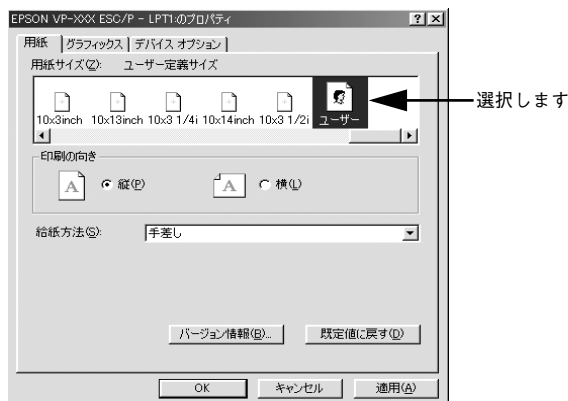 EPSON VP-XXX ESC/P - LPT1:のプロパティ
用紙 グラフィックス デバイス オプション
用紙サイズ(Z): ユーザー定義サイズ
10x3inch 10x13inch 10x3 1/4i 10x14inch 10x3 1/2i ユーザー
選択します
印刷の向き
A 縦(P) A 横(L)
給紙方法(S): 手差し
バージョン情報(B)... 既定値に戻す(D)
OK キャンセル 適用(A)